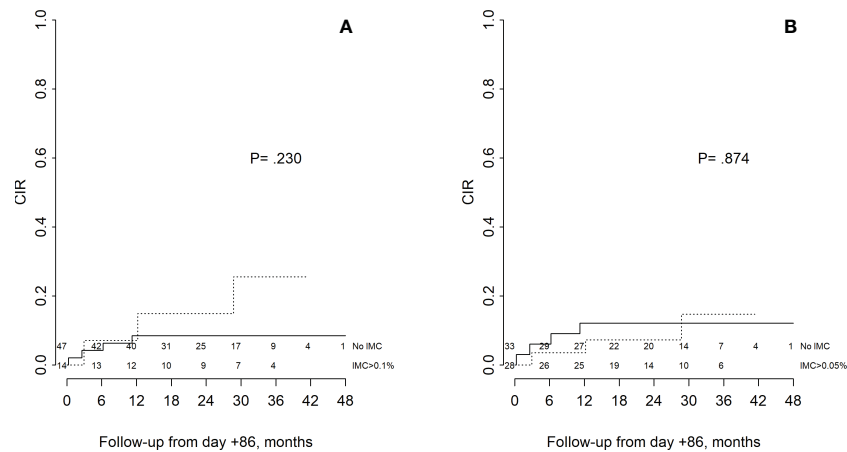 A
1.0
0.8
0.6
0.4
0.2
0.0
CIR
P= .230
47 42 40 31 25 17 9 4 1 No IMC
14 13 12 10 9 7 4 IMC>0.1%
0 6 12 18 24 30 36 42 48
Follow-up from day +86, months
B
1.0
0.8
0.6
0.4
0.2
0.0
CIR
P= .874
33 29 27 22 20 14 7 4 1 No IMC
28 26 25 19 14 10 6 IMC>0.05%
0 6 12 18 24 30 36 42 48
Follow-up from day +86, months